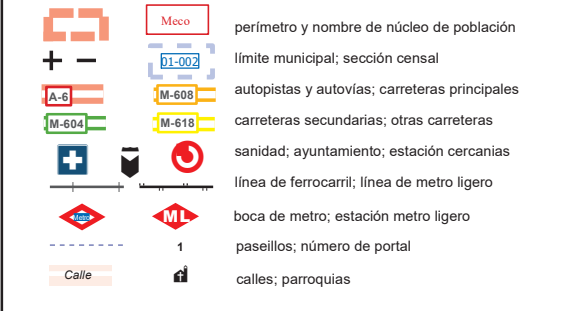 Meco perímetro y nombre de núcleo de población
01-002 límite municipal; sección censal
A-6 M-608 autopistas y autovías; carreteras principales
M-604 M-618 carreteras secundarias; otras carreteras
sanidad; ayuntamiento; estación cercanias
línea de ferrocarril; línea de metro ligero
Metro ML boca de metro; estación metro ligero
1 paseillos; número de portal
Calle calles; parroquias